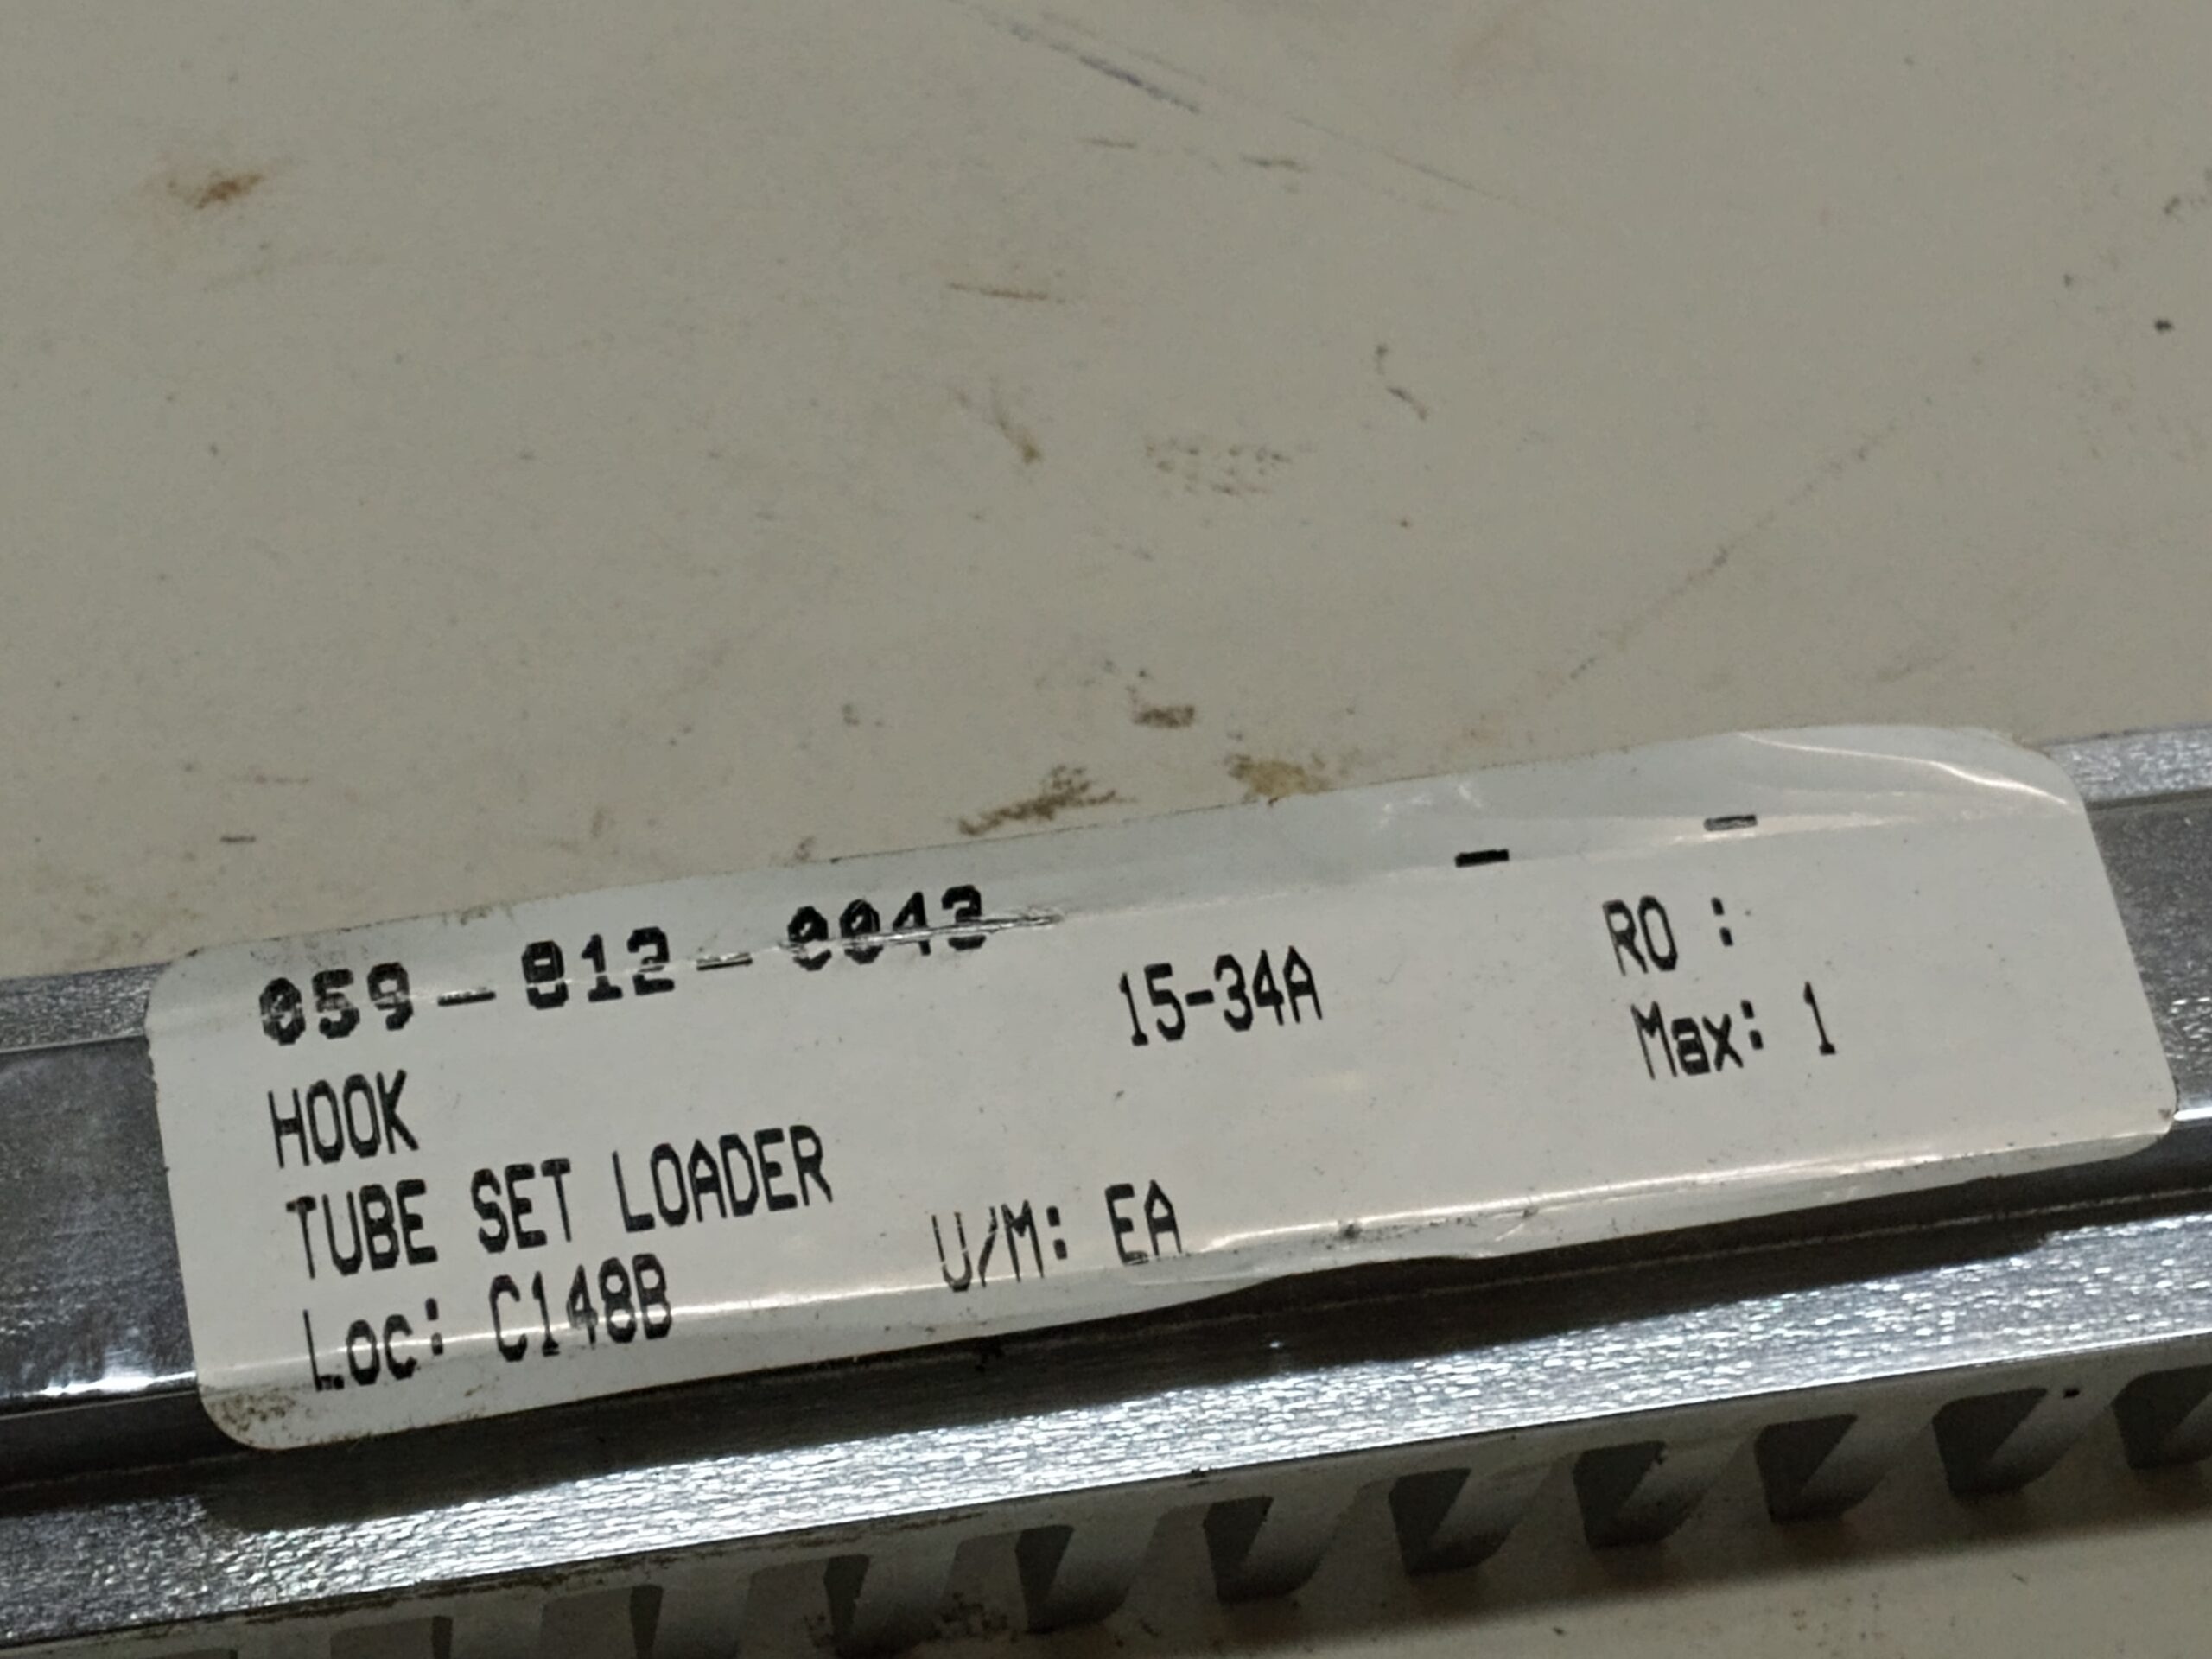 059-012-0043
- -
15-34A RO :
HOOK Max: 1
TUBE SET LOADER
Loc: C148B U/M: EA